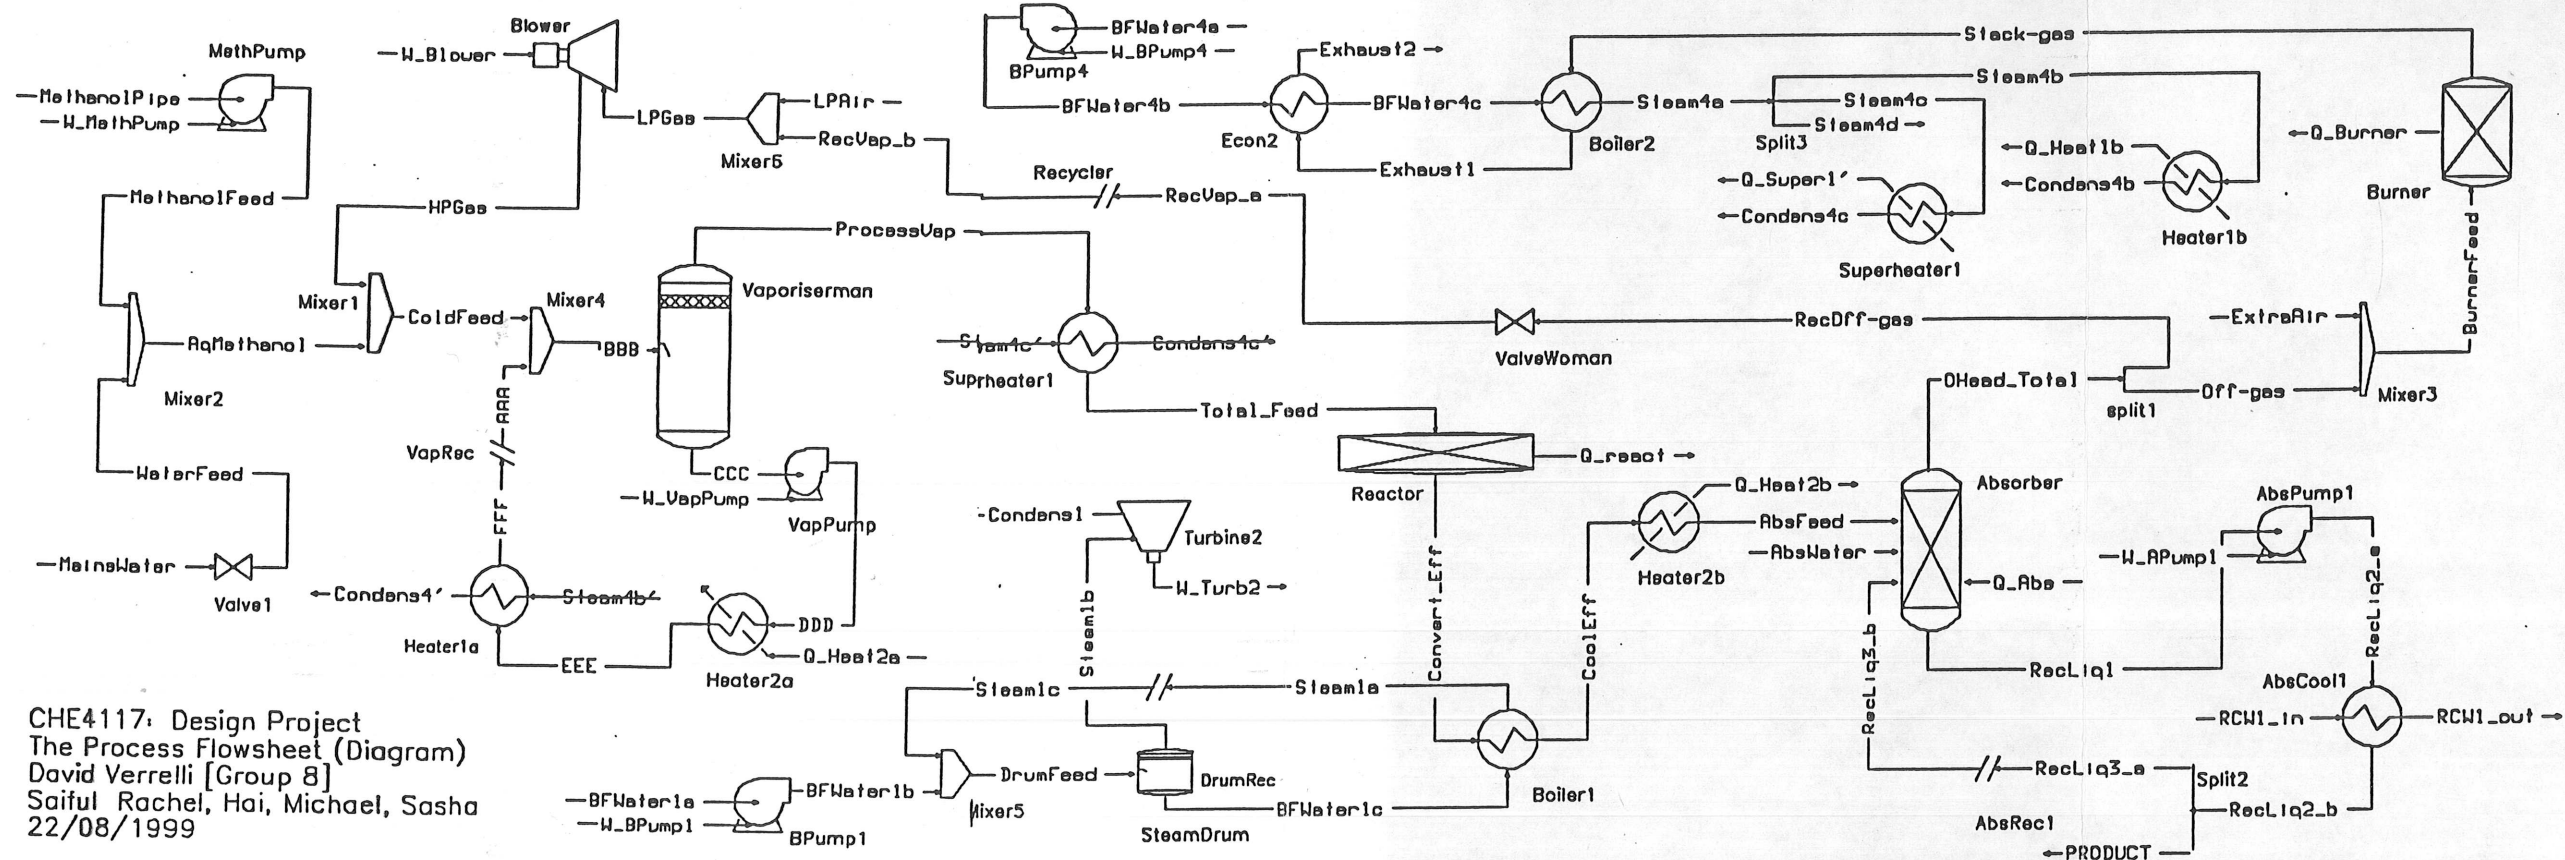 Blower
W_Blower
MethPump
MethanolPipe
W_MethPump
MethanolFeed
HPGas
LPGas
LPAir
RecVap_b
Mixer5
BFWater4a
W_BPump4
BPump4
BFWater4b
Exhaust2
Econ2
BFWater4c
Exhaust1
Boiler2
Stack-gas
Steam4a
Steam4b
Steam4c
Steam4d
Split3
Q_Burner
Burner
Q_Heat1b
Condens4b
Heater1b
Q_Super1'
Condens4c
Superheater1
Recycler
RecVap_a
ProcessVap
Vaporiserman
Mixer1
ColdFeed
Mixer4
BBB
AqMethanol
Mixer2
Steam4c'
Condens4c'
Suprheater1
Total_Feed
ValveWoman
RecOff-gas
BurnerFeed
ExtraAir
Mixer3
OHead_Total
split1
Off-gas
AAA
VapRec
FFF
WaterFeed
MainsWater
Valve1
CCC
W_VapPump
VapPump
Condens4'
Steam4b'
Heater1a
EEE
DDD
Q_Heat2a
Heater2a
Reactor
Q_react
Condens1
Turbine2
W_Turb2
Steam1b
Convert_Eff
CoolEff
Q_Heat2b
Heater2b
AbsFeed
AbsWater
Absorber
Q_Abs
AbsPump1
W_APump1
RecLiq2_a
RecLiq1
RecLiq3_b
AbsCool1
RCW1_in
RCW1_out
RecLiq3_a
Split2
RecLiq2_b
AbsRec1
PRODUCT
Steam1c
Steam1a
DrumFeed
DrumRec
SteamDrum
BFWater1c
Boiler1
Mixer5
BFWater1a
W_BPump1
BFWater1b
BPump1
CHE4117: Design Project
The Process Flowsheet (Diagram)
David Verrelli [Group 8]
Saiful Rachel, Hai, Michael, Sasha
22/08/1999